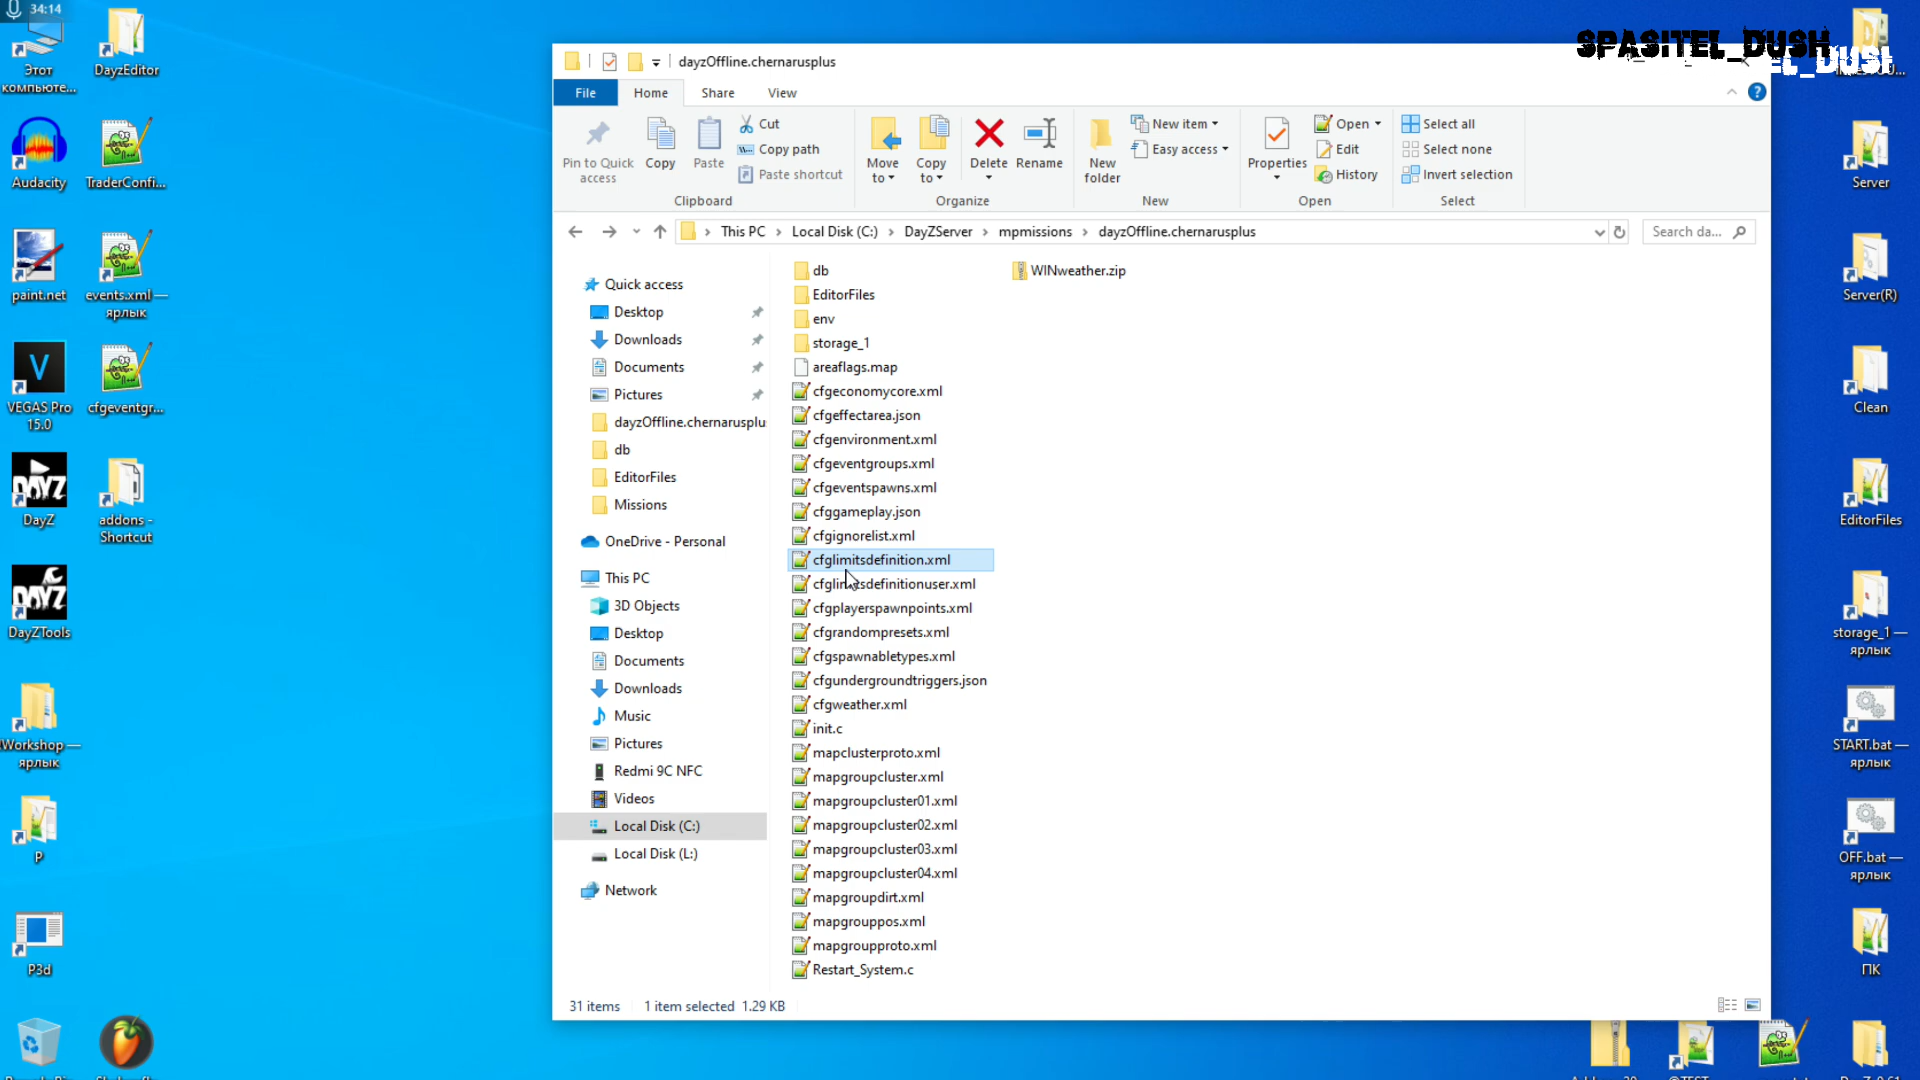 34:14
Этот
компьюте...
DayzEditor
Audacity
TraderConfi...
paint.net
events.xml —
ярлык
VEGAS Pro
15.0
cfgeventgr...
DAYZ
DayZ
addons -
Shortcut
DAYZ
DayZTools
Workshop —
ярлык
P
P3d
dayzOffline.chernarusplus
SPASITEL_DUSH
File
Home
Share
View
Pin to Quick
access
Copy
Paste
Cut
Copy path
Paste shortcut
Clipboard
Move
to
Copy
to
Delete
Rename
Organize
New
folder
New item
Easy access
New
Properties
Open
Edit
History
Open
Select all
Select none
Invert selection
Select
This PC
Local Disk (C:)
DayZServer
mpmissions
dayzOffline.chernarusplus
Search da...
Quick access
Desktop
Downloads
Documents
Pictures
dayzOffline.chernarusplu
db
EditorFiles
Missions
OneDrive - Personal
This PC
3D Objects
Desktop
Documents
Downloads
Music
Pictures
Redmi 9C NFC
Videos
Local Disk (C:)
Local Disk (L:)
Network
db
EditorFiles
env
storage_1
areaflags.map
cfgeconomycore.xml
cfgeffectarea.json
cfgenvironment.xml
cfgeventgroups.xml
cfgeventspawns.xml
cfggameplay.json
cfgignorelist.xml
cfglimitsdefinition.xml
cfglimitsdefinitionuser.xml
cfgplayerspawnpoints.xml
cfgrandompresets.xml
cfgspawnabletypes.xml
cfgundergroundtriggers.json
cfgweather.xml
init.c
mapclusterproto.xml
mapgroupcluster.xml
mapgroupcluster01.xml
mapgroupcluster02.xml
mapgroupcluster03.xml
mapgroupcluster04.xml
mapgroupdirt.xml
mapgrouppos.xml
mapgroupproto.xml
Restart_System.c
WINweather.zip
31 items
1 item selected 1.29 KB
Server
Server(R)
Clean
EditorFiles
storage_1 —
ярлык
START.bat —
ярлык
OFF.bat —
ярлык
ПК